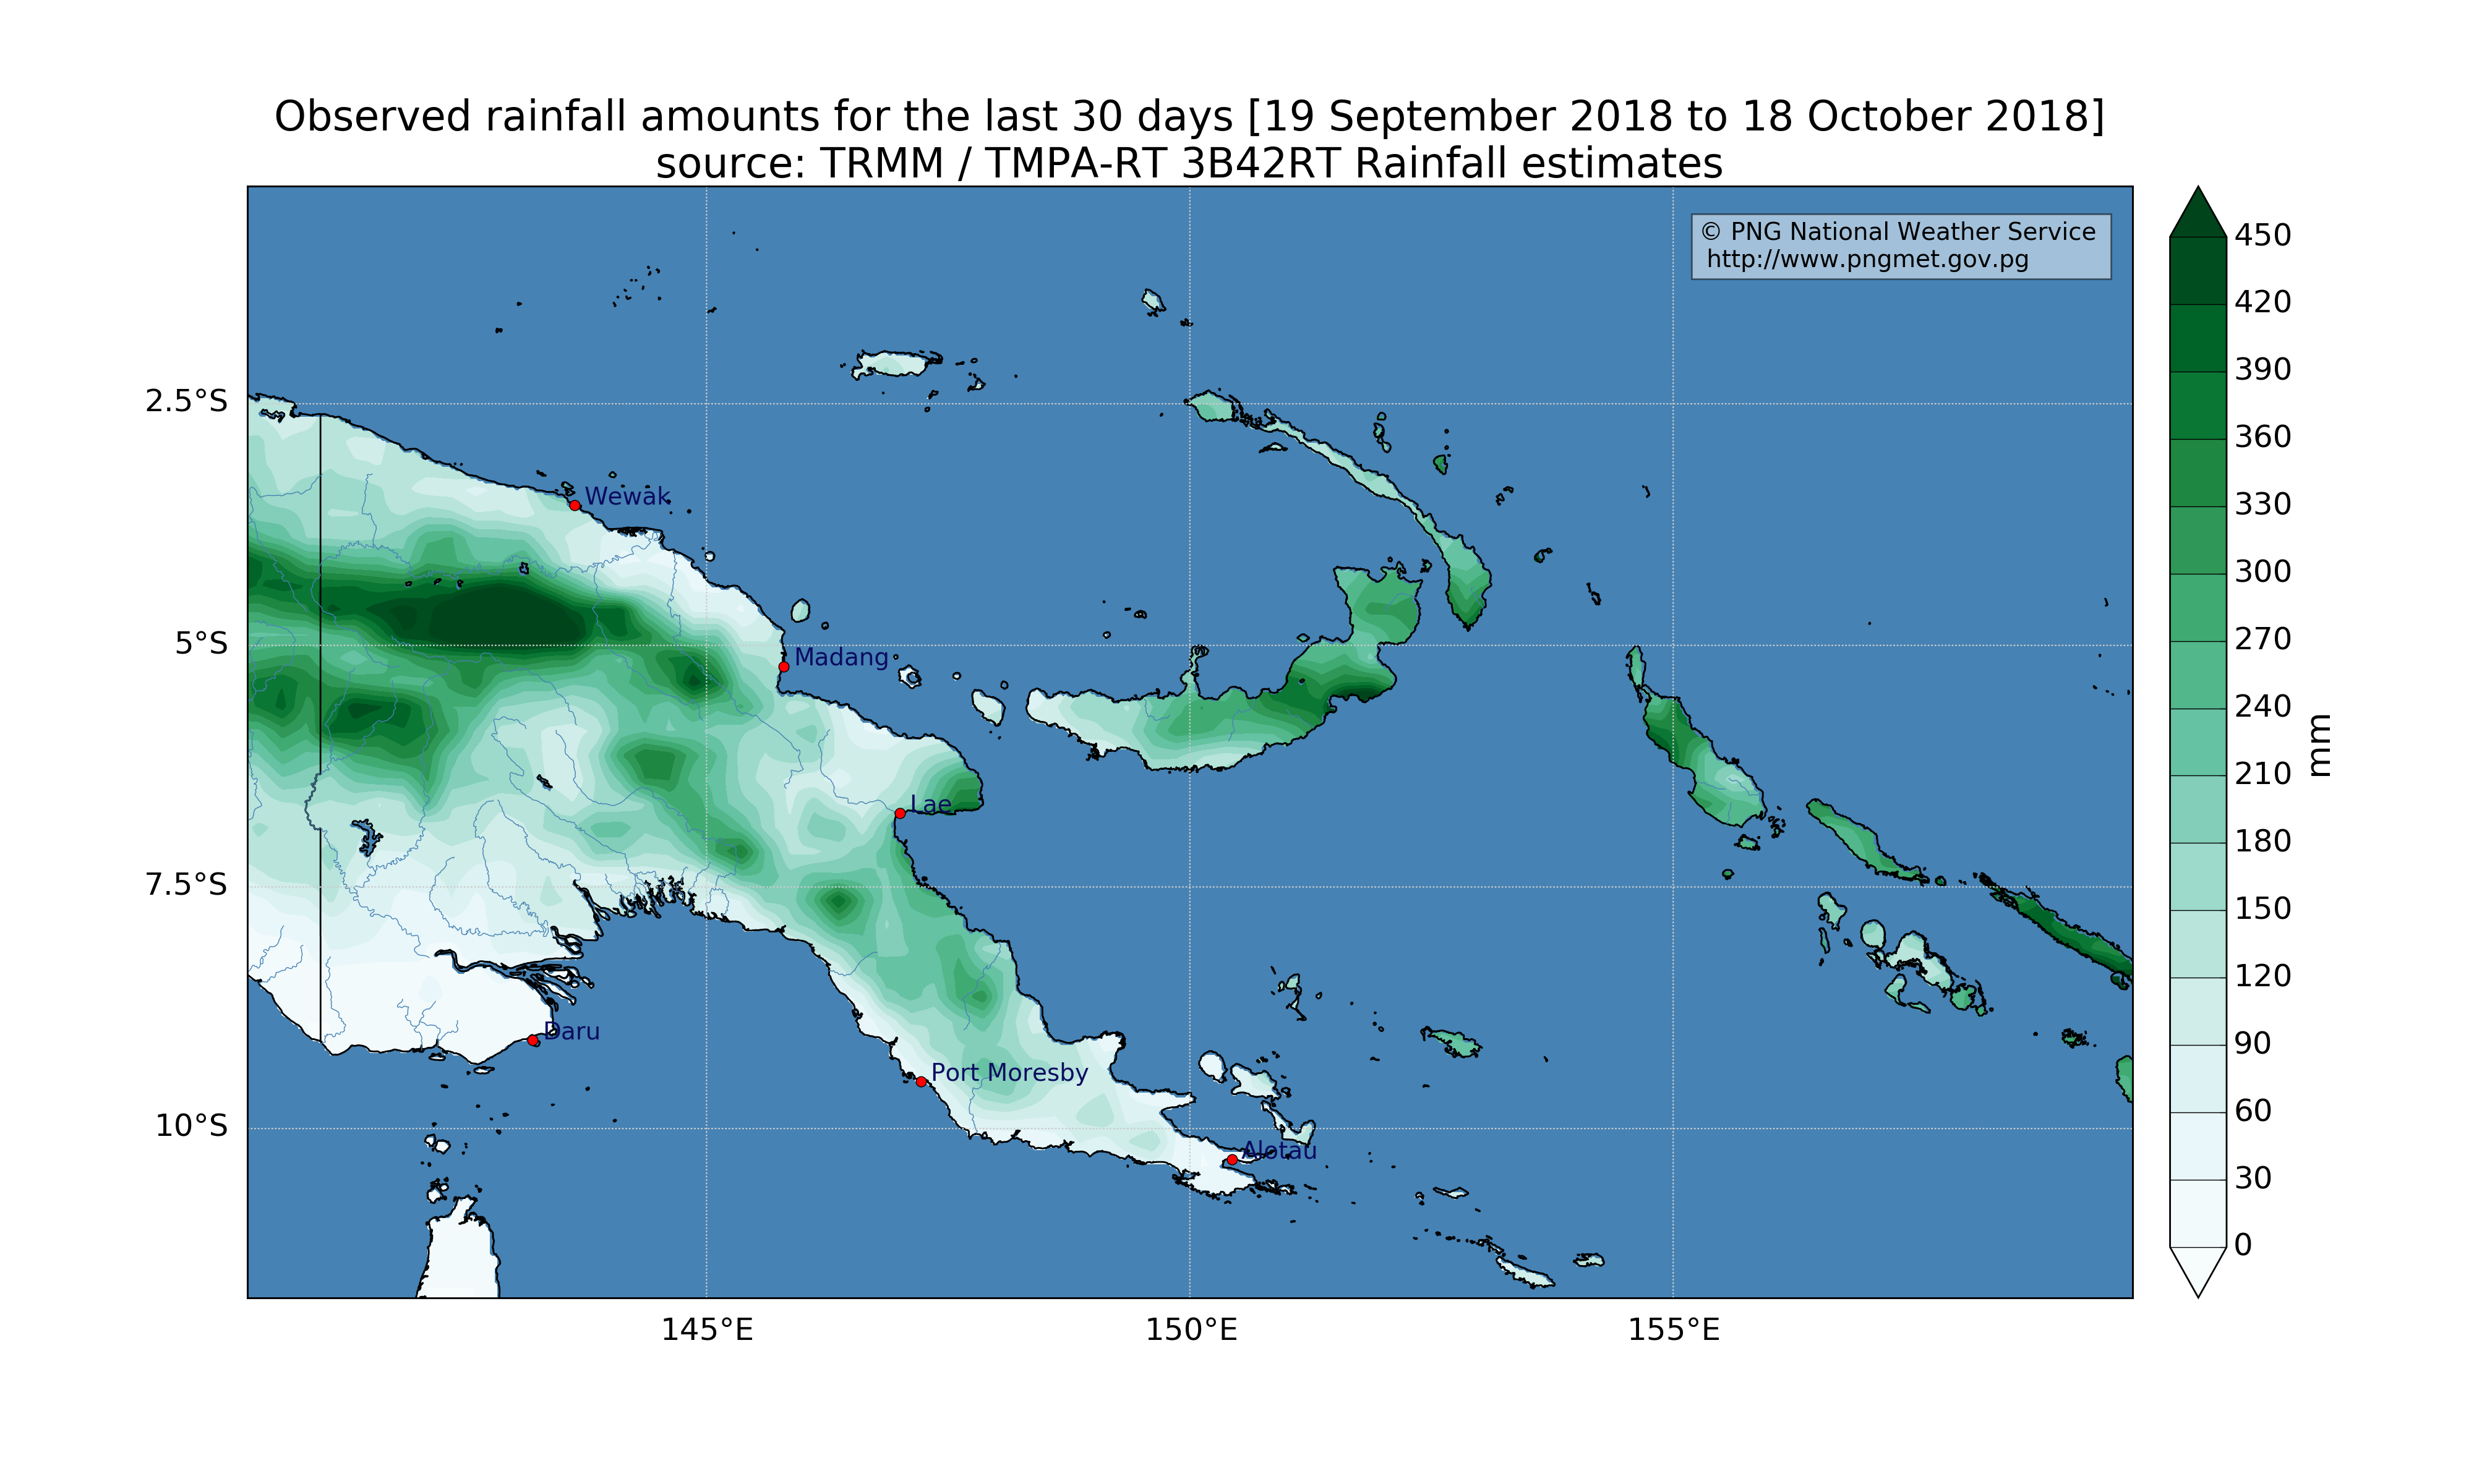 Observed rainfall amounts for the last 30 days [19 September 2018 to 18 October 2018]
source: TRMM / TMPA-RT 3B42RT Rainfall estimates
© PNG National Weather Service
http://www.pngmet.gov.pg
2.5°S
5°S
7.5°S
10°S
Wewak
Madang
Lae
Daru
Port Moresby
Alotau
145°E
150°E
155°E
450
420
390
360
330
300
270
240
210
180
150
120
90
60
30
0
mm